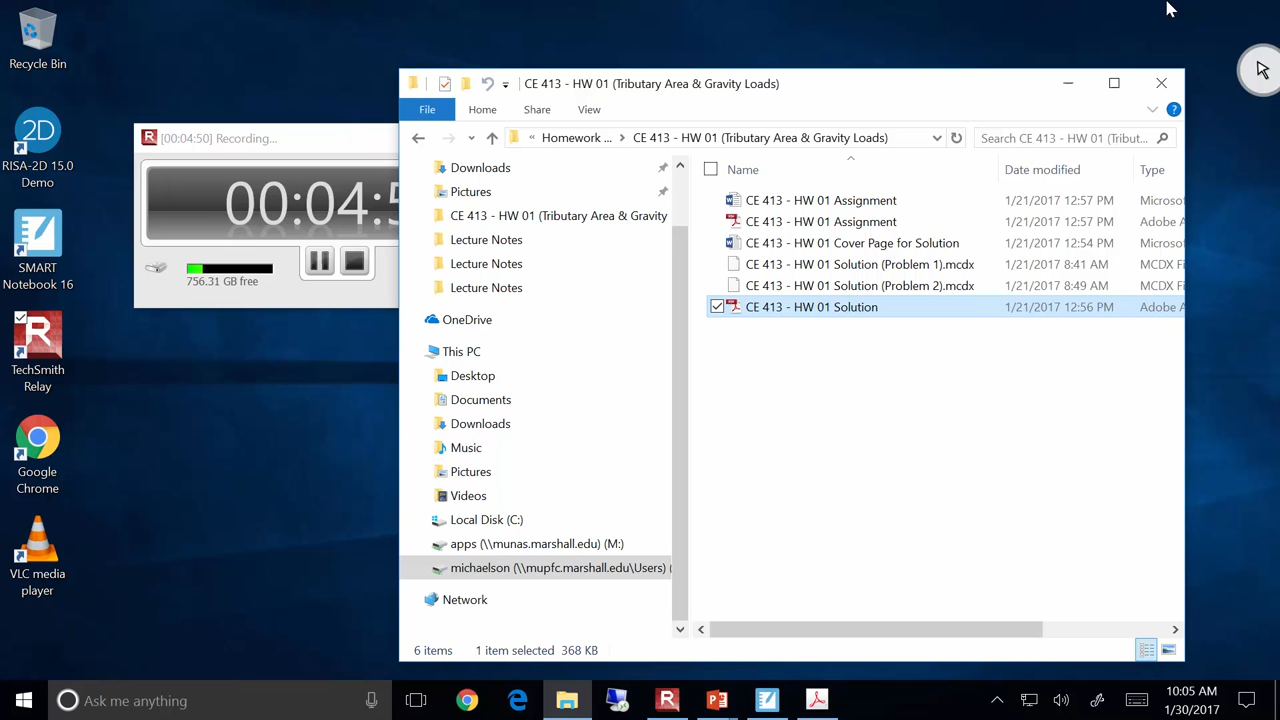 Recycle Bin
RISA-2D 15.0
Demo
SMART
Notebook 16
TechSmith
Relay
Google
Chrome
VLC media
player
[00:04:50] Recording...
00:04:5
756.31 GB free
CE 413 - HW 01 (Tributary Area & Gravity Loads)
File
Home
Share
View
« Homework ... > CE 413 - HW 01 (Tributary Area & Gravity Loads)
Search CE 413 - HW 01 (Tribut...
Downloads
Pictures
CE 413 - HW 01 (Tributary Area & Gravity
Lecture Notes
Lecture Notes
Lecture Notes
OneDrive
This PC
Desktop
Documents
Downloads
Music
Pictures
Videos
Local Disk (C:)
apps (\\munas.marshall.edu) (M:)
michaelson (\\mupfc.marshall.edu\Users) (
Network
Name Date modified Type
CE 413 - HW 01 Assignment 1/21/2017 12:57 PM Microso
CE 413 - HW 01 Assignment 1/21/2017 12:57 PM Adobe A
CE 413 - HW 01 Cover Page for Solution 1/21/2017 12:54 PM Microso
CE 413 - HW 01 Solution (Problem 1).mcdx 1/21/2017 8:41 AM MCDX Fi
CE 413 - HW 01 Solution (Problem 2).mcdx 1/21/2017 8:49 AM MCDX Fi
CE 413 - HW 01 Solution 1/21/2017 12:56 PM Adobe A
6 items 1 item selected 368 KB
Ask me anything
10:05 AM
1/30/2017